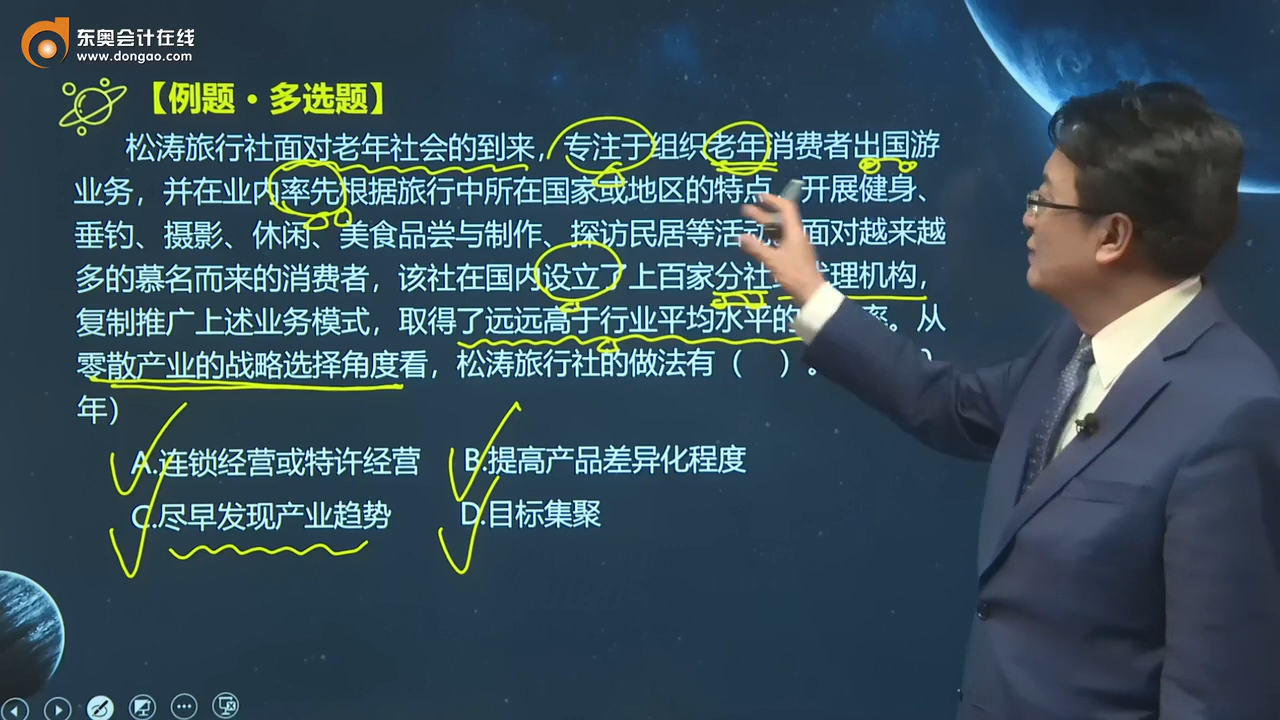 东奥会计在线
www.dongao.com
【例题·多选题】
松涛旅行社面对老年社会的到来，专注于组织老年消费者出国游
业务，并在业内率先根据旅行中所在国家或地区的特点，开展健身、
垂钓、摄影、休闲、美食品尝与制作、探访民居等活动。面对越来越
多的慕名而来的消费者，该社在国内设立了上百家分社 代理机构，
复制推广上述业务模式，取得了远远高于行业平均水平的 率。从
零散产业的战略选择角度看，松涛旅行社的做法有（ ）。 ）
年）
A.连锁经营或特许经营
B.提高产品差异化程度
C.尽早发现产业趋势
D.目标集聚